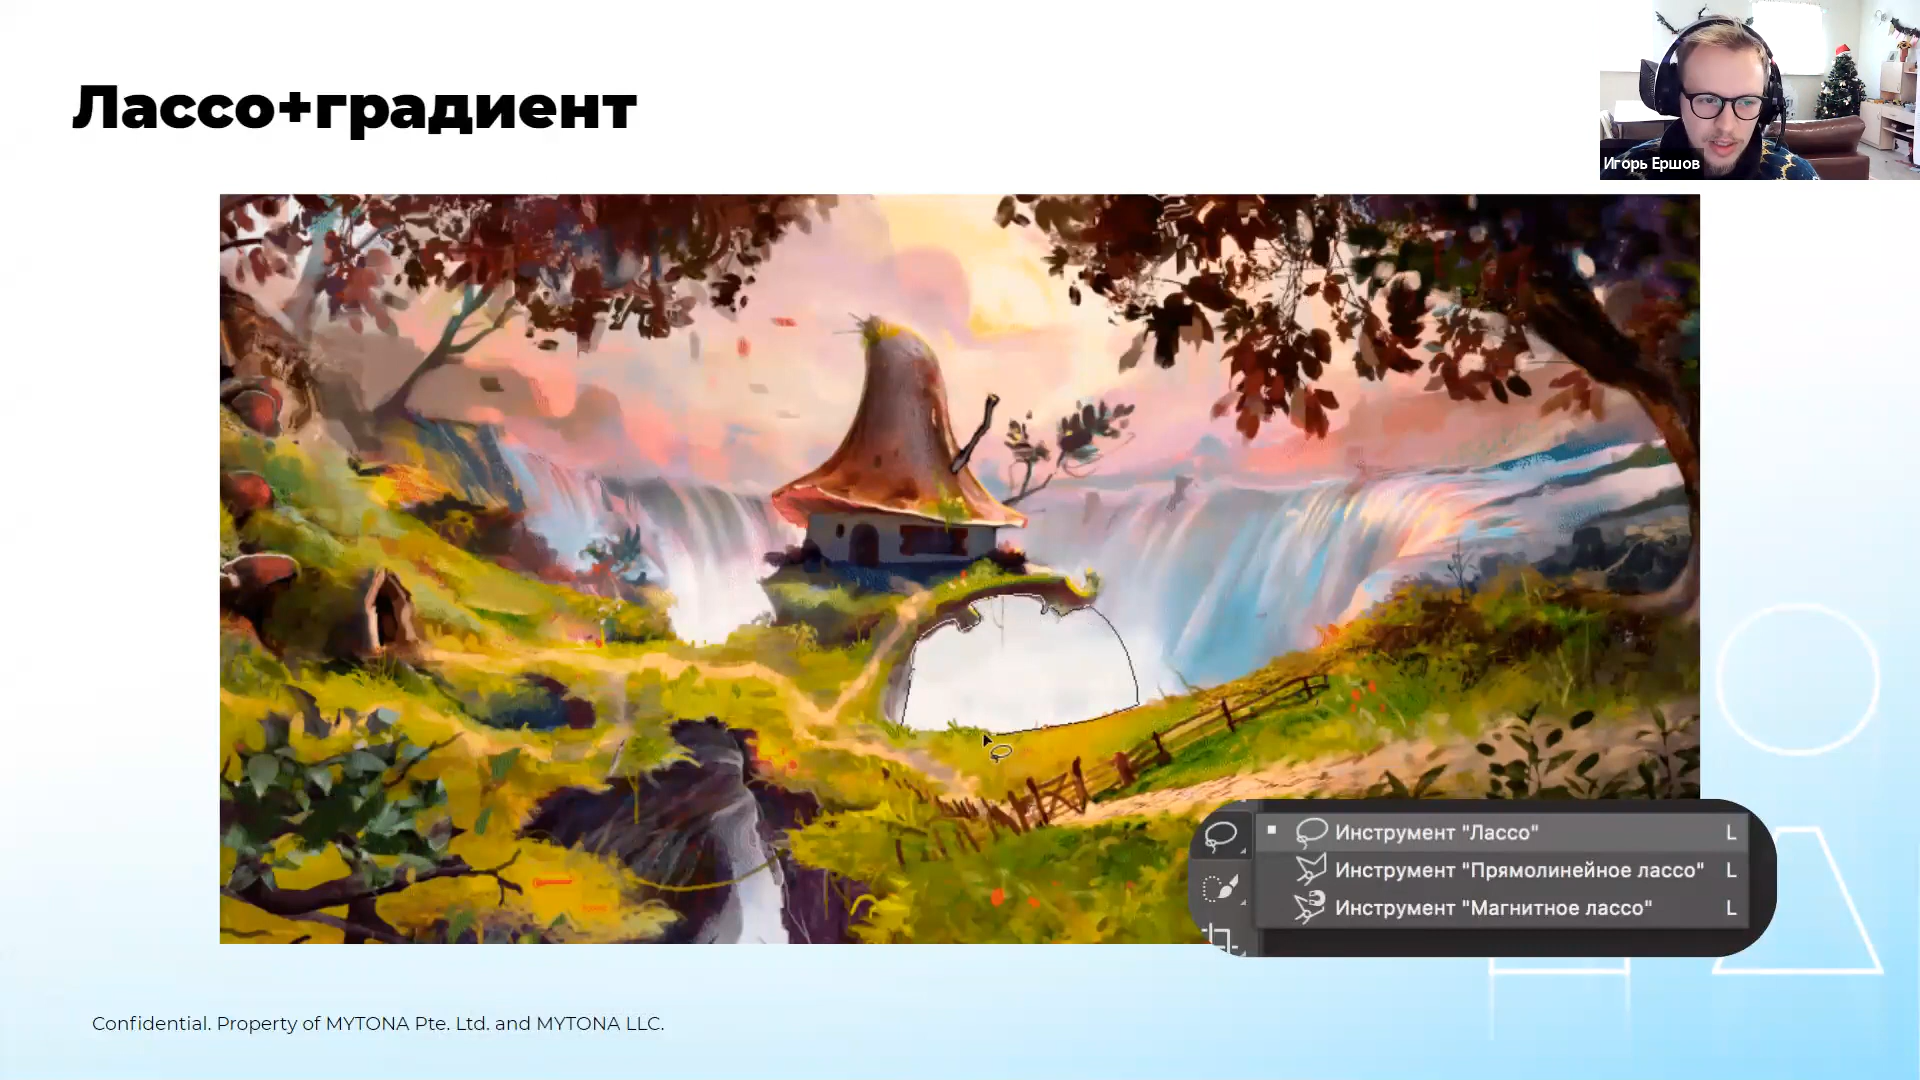 Лассо+градиент
Игорь Ершов
Инструмент "Лассо" L
Инструмент "Прямолинейное лассо" L
Инструмент "Магнитное лассо" L
Confidential. Property of MYTONA Pte. Ltd. and MYTONA LLC.